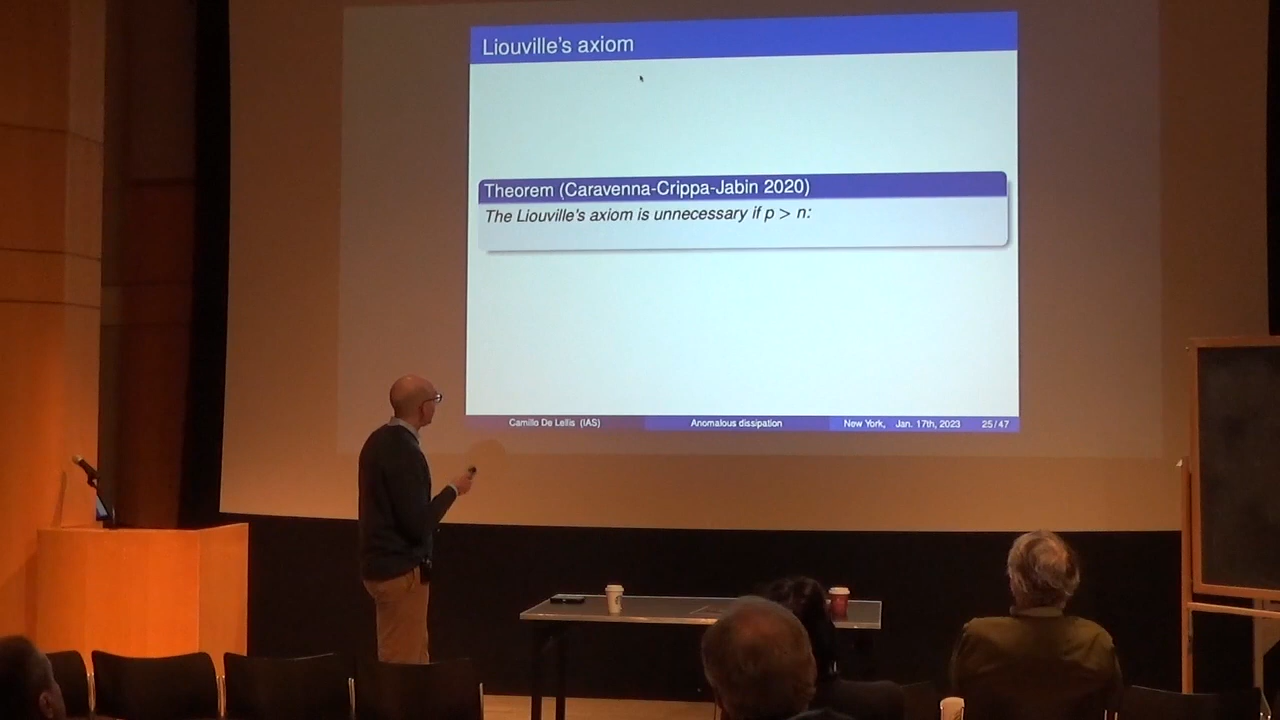 Liouville's axiom
Theorem (Caravenna-Crippa-Jabin 2020)
The Liouville's axiom is unnecessary if p > n:
Camillo De Lellis (IAS) Anomalous dissipation New York, Jan. 17th, 2023 25 / 47